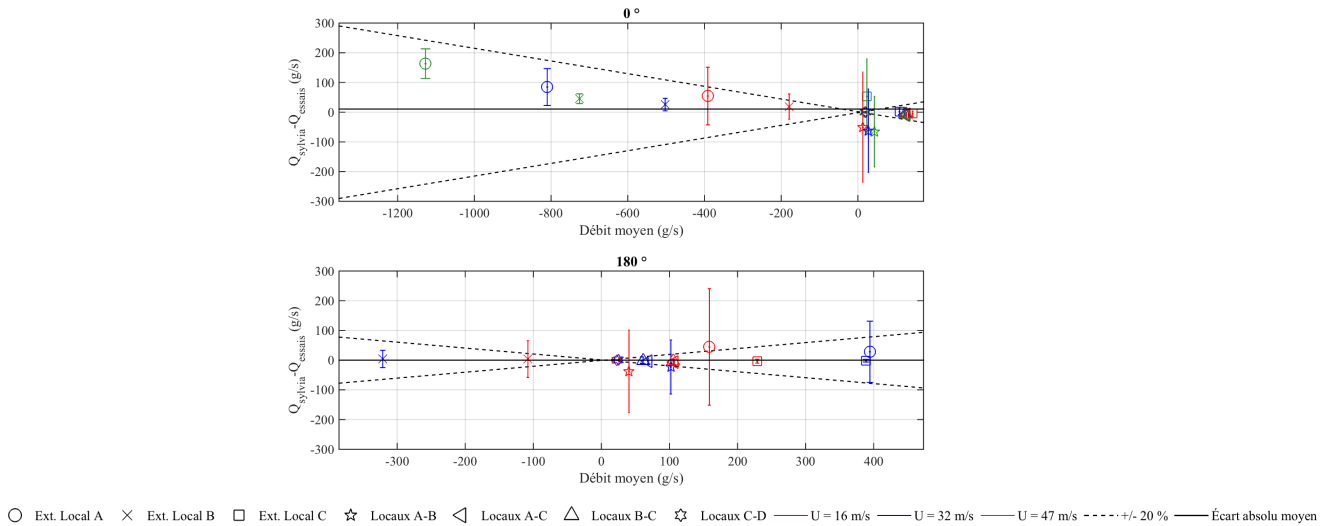 0 °
300
200
100
0
-100
-200
-300
Q_sylvia-Q_essais (g/s)
-1200 -1000 -800 -600 -400 -200 0
Débit moyen (g/s)
180 °
300
200
100
0
-100
-200
-300
Q_sylvia-Q_essais (g/s)
-300 -200 -100 0 100 200 300 400
Débit moyen (g/s)
Ext. Local A Ext. Local B Ext. Local C Locaux A-B Locaux A-C Locaux B-C Locaux C-D U = 16 m/s U = 32 m/s U = 47 m/s +/- 20 % Écart absolu moyen